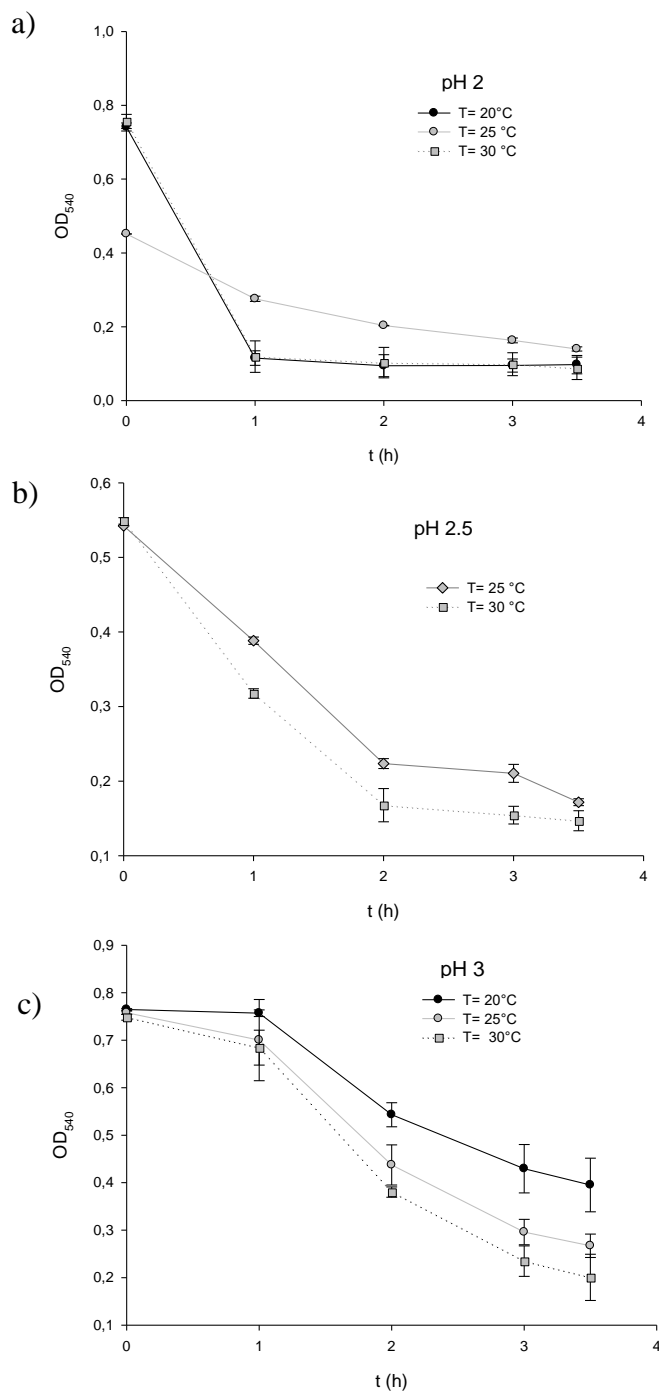 a)
pH 2
T= 20°C
T= 25 °C
T= 30 °C
1,0
0,8
0,6
0,4
0,2
0,0
OD540
0 1 2 3 4
t (h)
b)
pH 2.5
T= 25 °C
T= 30 °C
0,6
0,5
0,4
0,3
0,2
0,1
OD540
0 1 2 3 4
t (h)
c)
pH 3
T= 20°C
T= 25°C
T= 30°C
0,9
0,8
0,7
0,6
0,5
0,4
0,3
0,2
0,1
OD540
0 1 2 3 4
t (h)